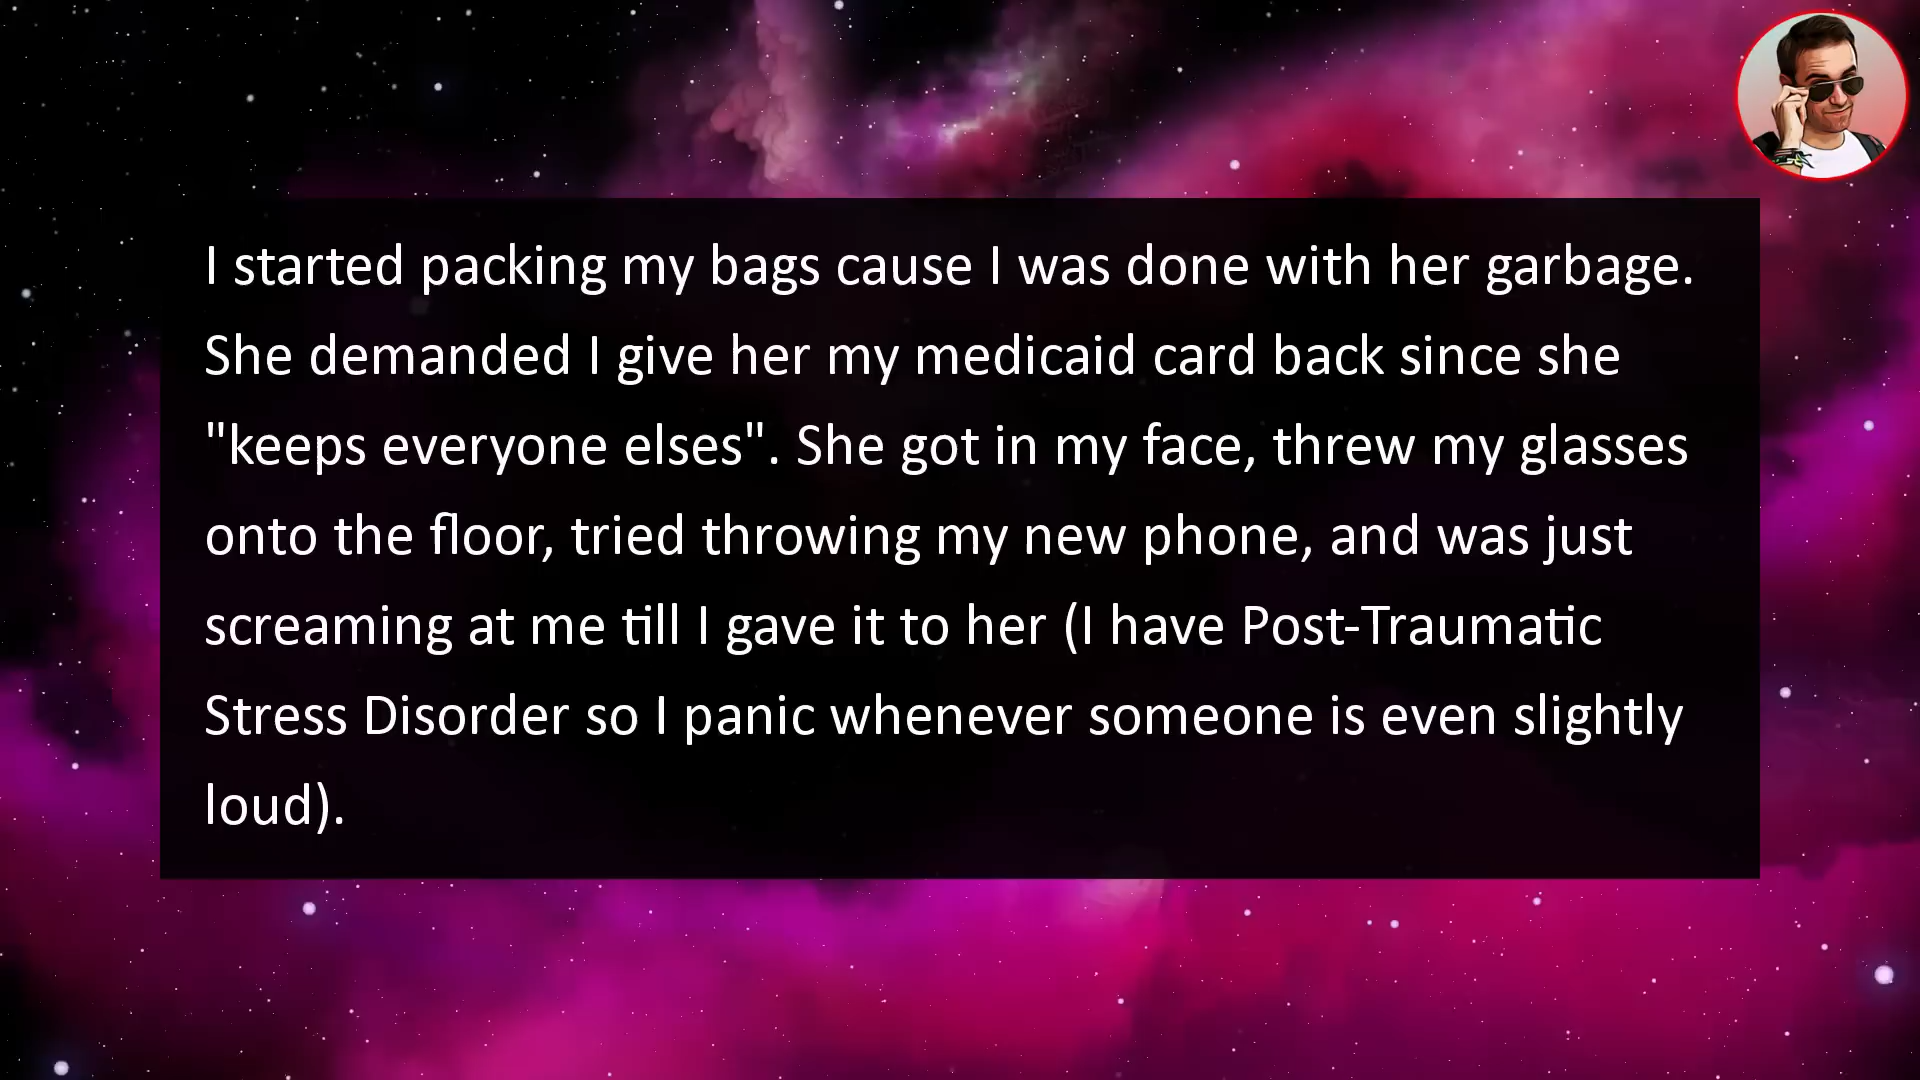 I started packing my bags cause I was done with her garbage.
She demanded I give her my medicaid card back since she
"keeps everyone elses". She got in my face, threw my glasses
onto the floor, tried throwing my new phone, and was just
screaming at me till I gave it to her (I have Post-Traumatic
Stress Disorder so I panic whenever someone is even slightly
loud).